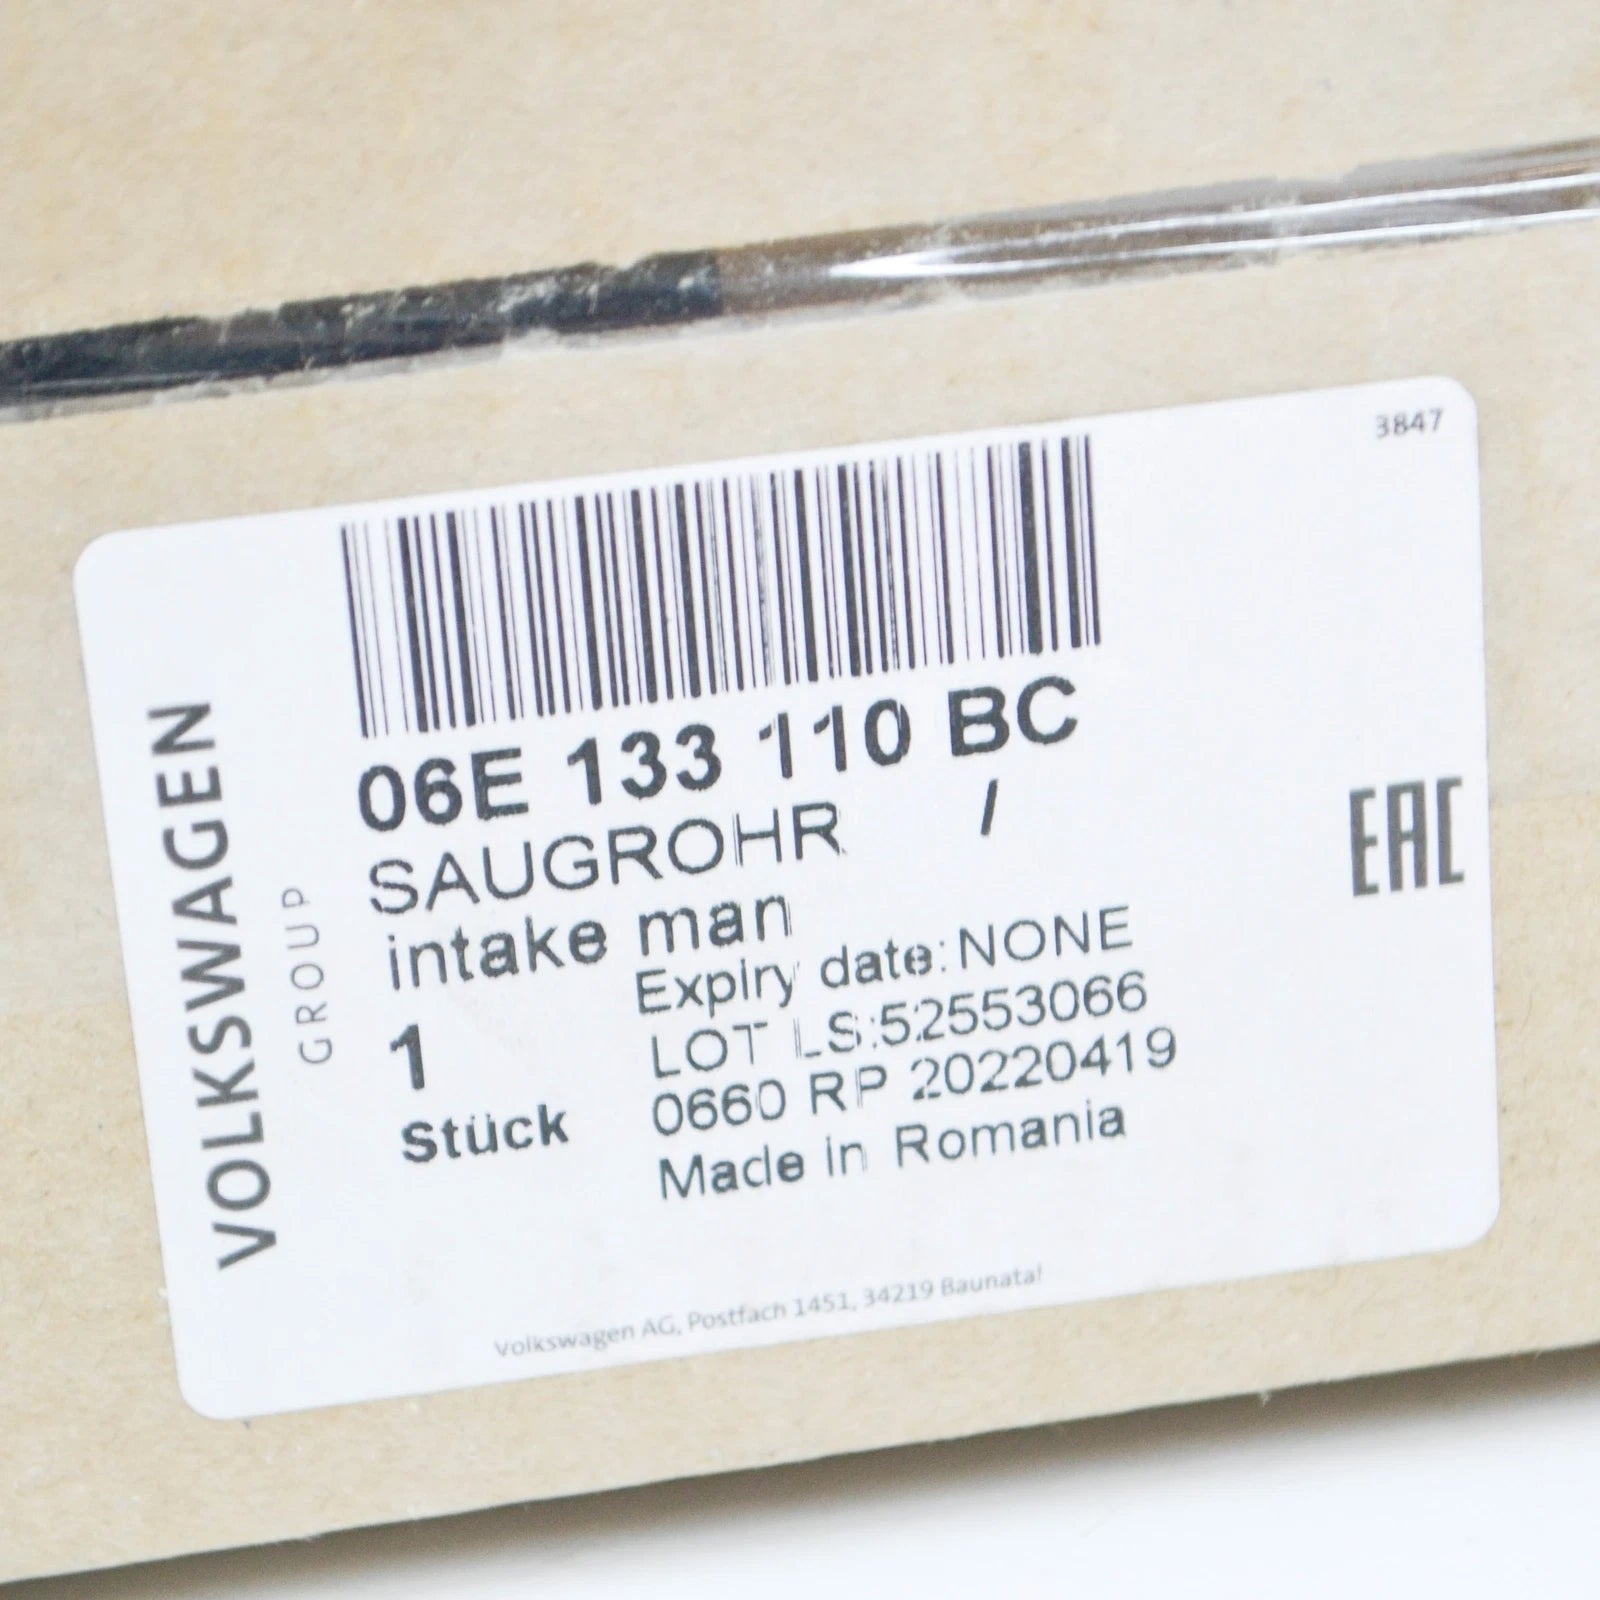 3847
06E 133 110 BC
SAUGROHR /
intake man
Expiry date:NONE
LOT LS:52553066
0660 RP 20220419
Made in Romania
1
Stück
VOLKSWAGEN
GROUP
EAC
Volkswagen AG, Postfach 1451, 34219 Baunatal